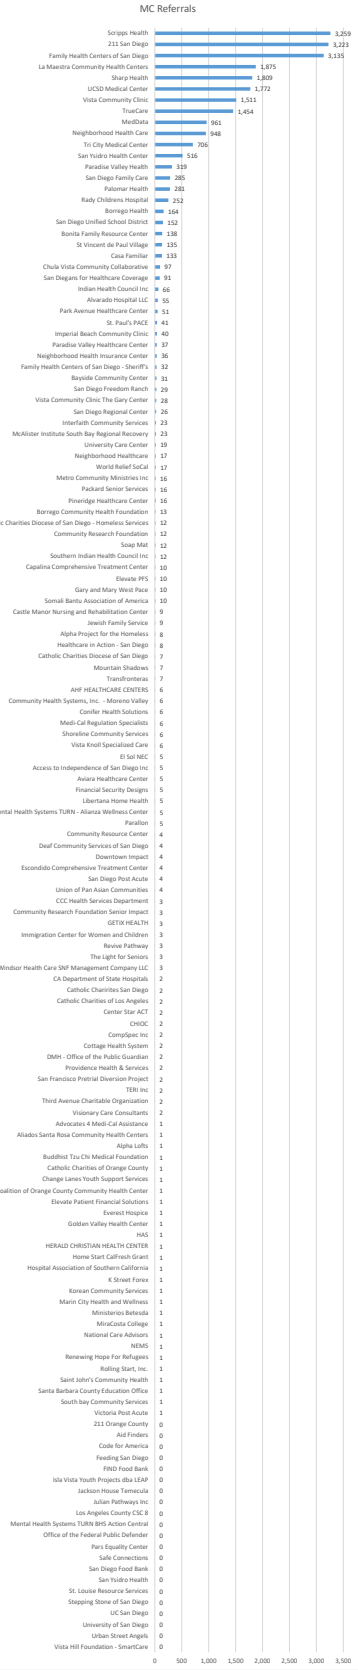 MC Referrals
Scripps Health 3,259
211 San Diego 3,223
Family Health Centers of San Diego 3,135
La Maestra Community Health Centers 1,875
Sharp Health 1,809
UCSD Medical Center 1,772
Vista Community Clinic 1,511
TrueCare 1,454
MedData 961
Neighborhood Health Care 948
Tri City Medical Center 706
San Ysidro Health Center 516
Paradise Valley Health 319
San Diego Family Care 285
Palomar Health 281
Rady Childrens Hospital 252
Borrego Health 164
San Diego Unified School District 152
Bonita Family Resource Center 138
St Vincent de Paul Village 135
Casa Familiar 133
Chula Vista Community Collaborative 97
San Diegans for Healthcare Coverage 91
Indian Health Council Inc 66
Alvarado Hospital LLC 55
Park Avenue Healthcare Center 51
St. Paul's PACE 41
Imperial Beach Community Clinic 40
Paradise Valley Healthcare Center 37
Neighborhood Health Insurance Center 36
Family Health Centers of San Diego - Sheriff's 32
Bayside Community Center 31
San Diego Freedom Ranch 29
Vista Community Clinic The Gary Center 28
San Diego Regional Center 26
Interfaith Community Services 23
McAlister Institute South Bay Regional Recovery 23
University Care Center 19
Neighborhood Healthcare 17
World Relief SoCal 17
Metro Community Ministries Inc 16
Packard Senior Services 16
Pineridge Healthcare Center 16
Borrego Community Health Foundation 13
c Charities Diocese of San Diego - Homeless Services 12
Community Research Foundation 12
Soap Mat 12
Southern Indian Health Council Inc 12
Capalina Comprehensive Treatment Center 10
Elevate PFS 10
Gary and Mary West Pace 10
Somali Bantu Association of America 10
Castle Manor Nursing and Rehabilitation Center 9
Jewish Family Service 9
Alpha Project for the Homeless 8
Healthcare in Action - San Diego 8
Catholic Charities Diocese of San Diego 7
Mountain Shadows 7
Transfronteras 7
AHF HEALTHCARE CENTERS 6
Community Health Systems, Inc. - Moreno Valley 6
Conifer Health Solutions 6
Medi-Cal Regulation Specialists 6
Shoreline Community Services 6
Vista Knoll Specialized Care 6
El Sol NEC 5
Access to Independence of San Diego Inc 5
Aviara Healthcare Center 5
Financial Security Designs 5
Libertana Home Health 5
ental Health Systems TURN - Alianza Wellness Center 5
Parallon 5
Community Resource Center 4
Deaf Community Services of San Diego 4
Downtown Impact 4
Escondido Comprehensive Treatment Center 4
San Diego Post Acute 4
Union of Pan Asian Communities 4
CCC Health Services Department 3
Community Research Foundation Senior Impact 3
GETIX HEALTH 3
Immigration Center for Women and Children 3
Revive Pathway 3
The Light for Seniors 3
Windsor Health Care SNF Management Company LLC 3
CA Department of State Hospitals 2
Catholic Charirites San Diego 2
Catholic Charities of Los Angeles 2
Center Star ACT 2
CHIOC 2
CompSpec Inc 2
Cottage Health System 2
DMH - Office of the Public Guardian 2
Providence Health & Services 2
San Francisco Pretrial Diversion Project 2
TERI Inc 2
Third Avenue Charitable Organization 2
Visionary Care Consultants 2
Advocates 4 Medi-Cal Assistance 1
Aliados Santa Rosa Community Health Centers 1
Alpha Lofts 1
Buddhist Tzu Chi Medical Foundation 1
Catholic Charities of Orange County 1
Change Lanes Youth Support Services 1
oalition of Orange County Community Health Center 1
Elevate Patient Financial Solutions 1
Everest Hospice 1
Golden Valley Health Center 1
HAS 1
HERALD CHRISTIAN HEALTH CENTER 1
Home Start CalFresh Grant 1
Hospital Association of Southern California 1
K Street Forex 1
Korean Community Services 1
Marin City Health and Wellness 1
Ministerios Betesda 1
MiraCosta College 1
National Care Advisors 1
NEMS 1
Renewing Hope For Refugees 1
Rolling Start, Inc. 1
Saint John's Community Health 1
Santa Barbara County Education Office 1
South bay Community Services 1
Victoria Post Acute 1
211 Orange County 0
Aid Finders 0
Code for America 0
Feeding San Diego 0
FIND Food Bank 0
Isla Vista Youth Projects dba LEAP 0
Jackson House Temecula 0
Julian Pathways Inc 0
Los Angeles County CSC 8 0
Mental Health Systems TURN BHS Action Central 0
Office of the Federal Public Defender 0
Pars Equality Center 0
Safe Connections 0
San Diego Food Bank 0
San Ysidro Health 0
St. Louise Resource Services 0
Stepping Stone of San Diego 0
UC San Diego 0
University of San Diego 0
Urban Street Angels 0
Vista Hill Foundation - SmartCare 0
0 500 1,000 1,500 2,000 2,500 3,000 3,500